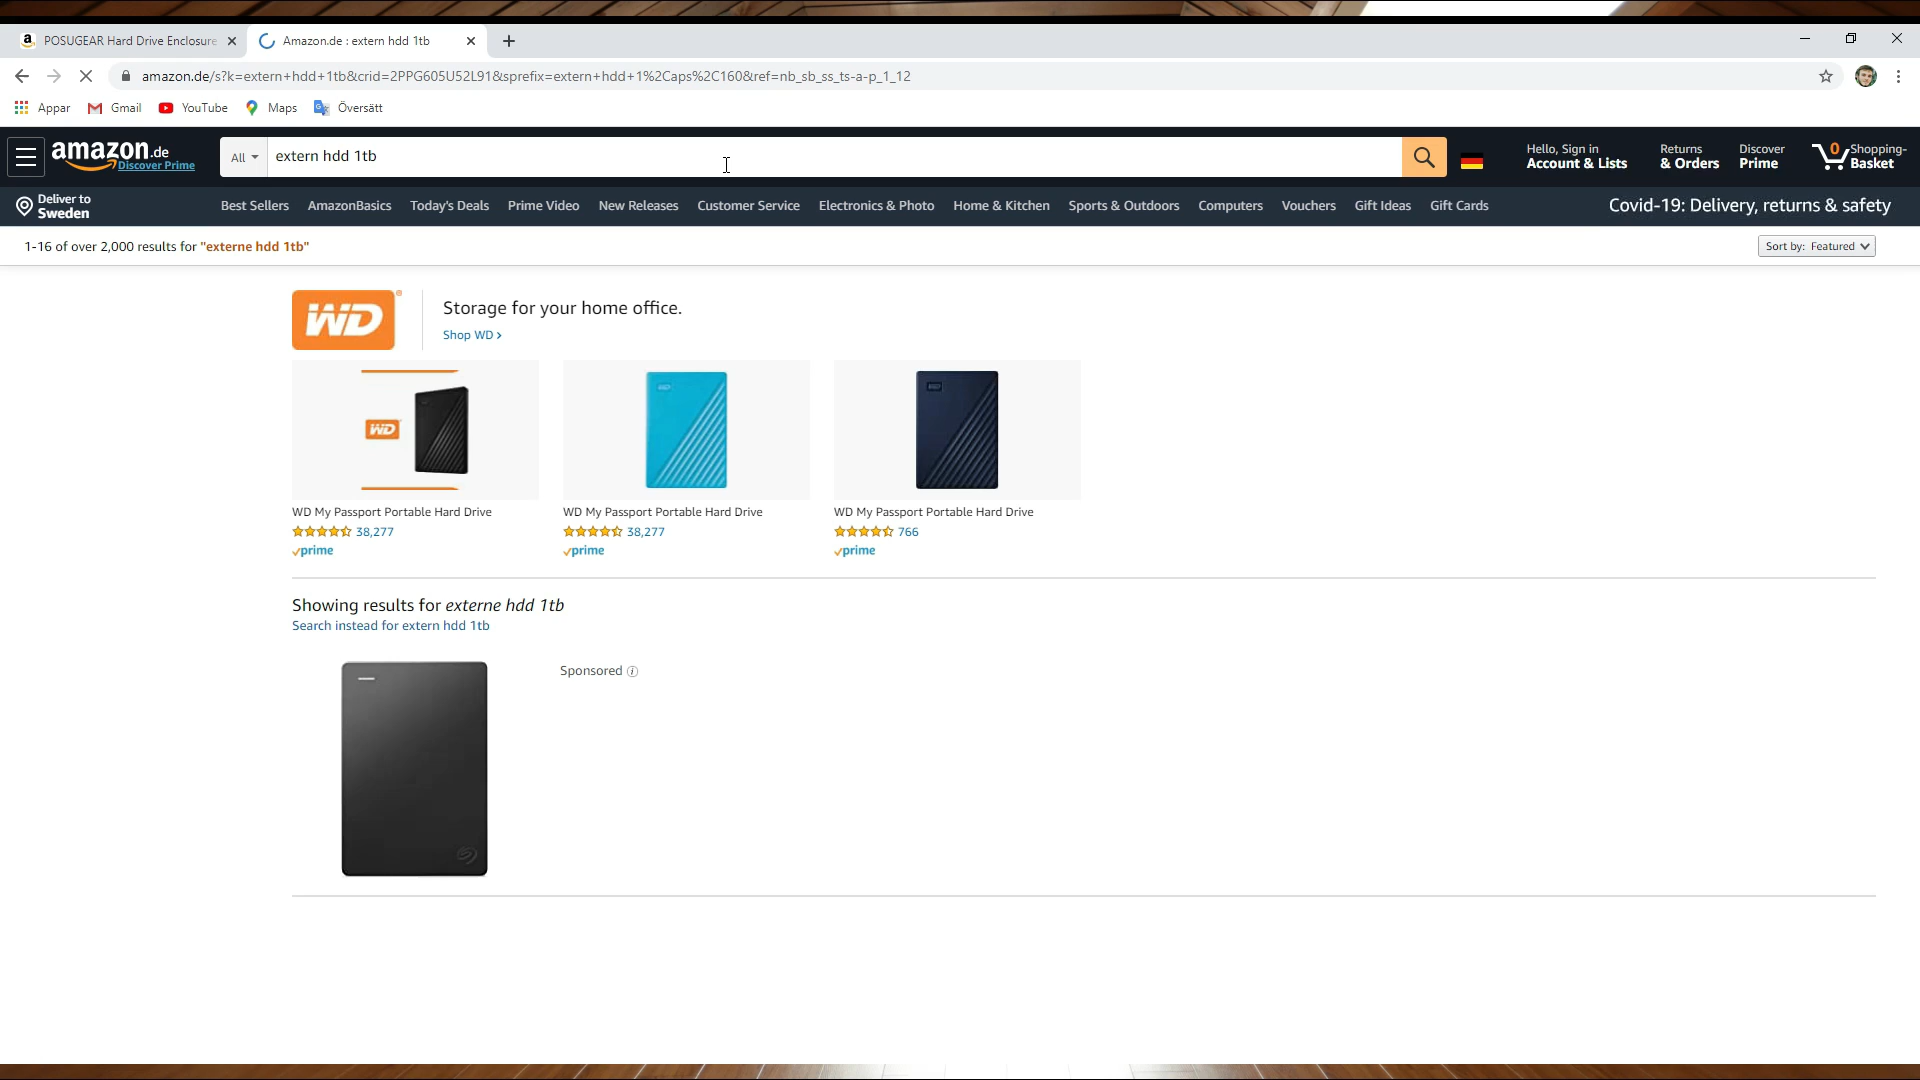 POSUGEAR Hard Drive Enclosure
Amazon.de : extern hdd 1tb
amazon.de/s?k=extern+hdd+1tb&crid=2PPG605U52L91&sprefix=extern+hdd+1%2Caps%2C160&ref=nb_sb_ss_ts-a-p_1_12
Appar
Gmail
YouTube
Maps
Översätt
amazon.de
Discover Prime
All
extern hdd 1tb
Hello, Sign in
Account & Lists
Returns
& Orders
Discover
Prime
0
Shopping-
Basket
Deliver to
Sweden
Best Sellers
AmazonBasics
Today's Deals
Prime Video
New Releases
Customer Service
Electronics & Photo
Home & Kitchen
Sports & Outdoors
Computers
Vouchers
Gift Ideas
Gift Cards
Covid-19: Delivery, returns & safety
1-16 of over 2,000 results for "externe hdd 1tb"
Sort by: Featured
WD
Storage for your home office.
Shop WD ›
WD
WD My Passport Portable Hard Drive
38,277
prime
WD My Passport Portable Hard Drive
38,277
prime
WD My Passport Portable Hard Drive
766
prime
Showing results for externe hdd 1tb
Search instead for extern hdd 1tb
Sponsored